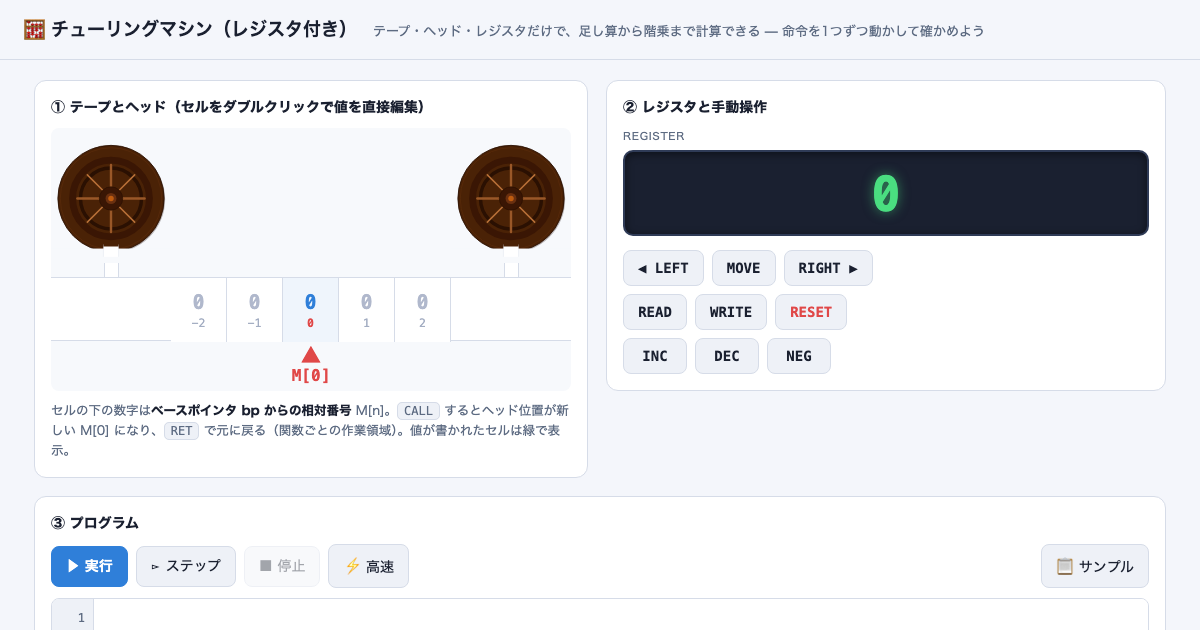 🧮 チューリングマシン（レジスタ付き）
テープ・ヘッド・レジスタだけで、足し算から階乗まで計算できる — 命令を1つずつ動かして確かめよう
① テープとヘッド（セルをダブルクリックで値を直接編集）
0 0 0 0 0
−2 −1 0 1 2
M[0]
セルの下の数字はベースポインタ bp からの相対番号 M[n]。 CALL するとヘッド位置が新
しい M[0] になり、 RET で元に戻る（関数ごとの作業領域）。値が書かれたセルは緑で表
示。
② レジスタと手動操作
REGISTER
0
◀ LEFT MOVE RIGHT ▶
READ WRITE RESET
INC DEC NEG
③ プログラム
▶ 実行 ▻ ステップ ■ 停止 ⚡ 高速 📋 サンプル
1